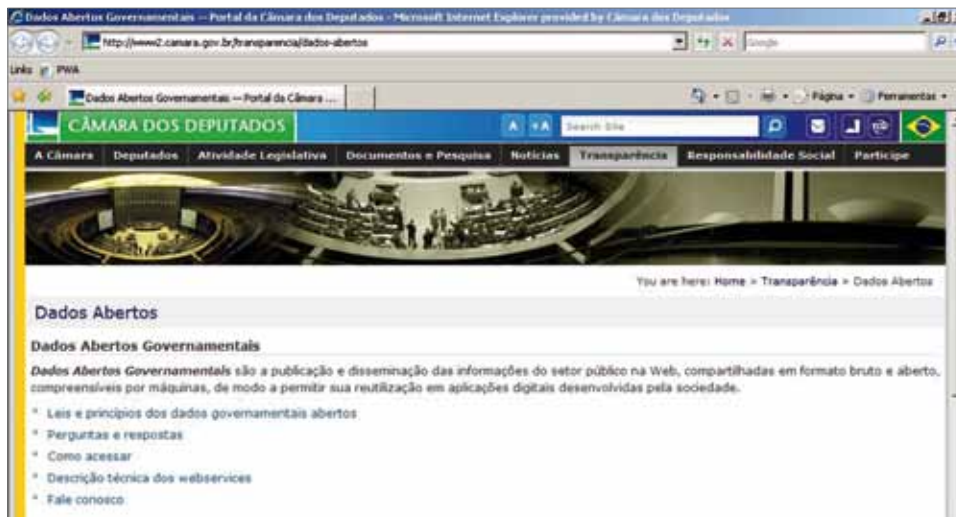 Dados Abertos Governamentais — Portal da Câmara dos Deputados - Microsoft Internet Explorer provided by Câmara dos Deputados
http://www2.camara.gov.br/transparencia/dados-abertos
Google
Links PWA
Dados Abertos Governamentais — Portal da Câmara ...
Página
Ferramentas
CÂMARA DOS DEPUTADOS
A +A Search Site
A Câmara Deputados Atividade Legislativa Documentos e Pesquisa Notícias Transparência Responsabilidade Social Participe
You are here: Home > Transparência > Dados Abertos
Dados Abertos
Dados Abertos Governamentais
Dados Abertos Governamentais são a publicação e disseminação das informações do setor público na Web, compartilhadas em formato bruto e aberto,
compreensíveis por máquinas, de modo a permitir sua reutilização em aplicações digitais desenvolvidas pela sociedade.
Leis e princípios dos dados governamentais abertos
Perguntas e respostas
Como acessar
Descrição técnica dos webservices
Fale conosco